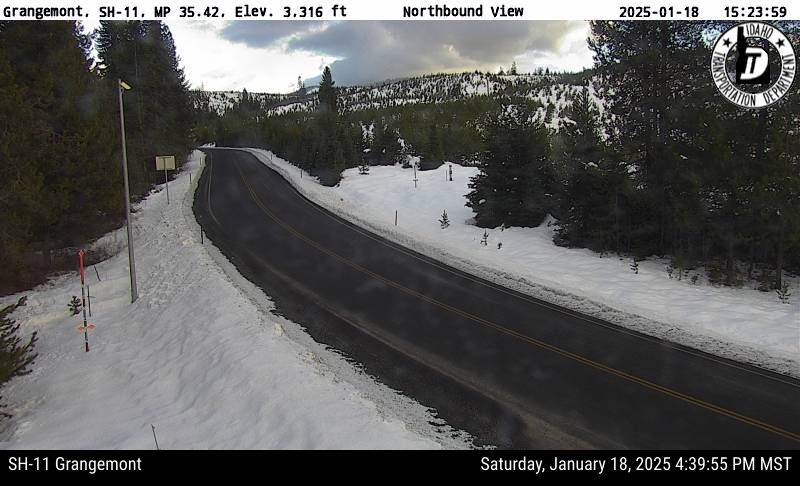 Grangemont, SH-11, MP 35.42, Elev. 3,316 ft Northbound View 2025-01-18 15:23:59
IDAHO
TRANSPORTATION DEPARTMENT
SH-11 Grangemont Saturday, January 18, 2025 4:39:55 PM MST